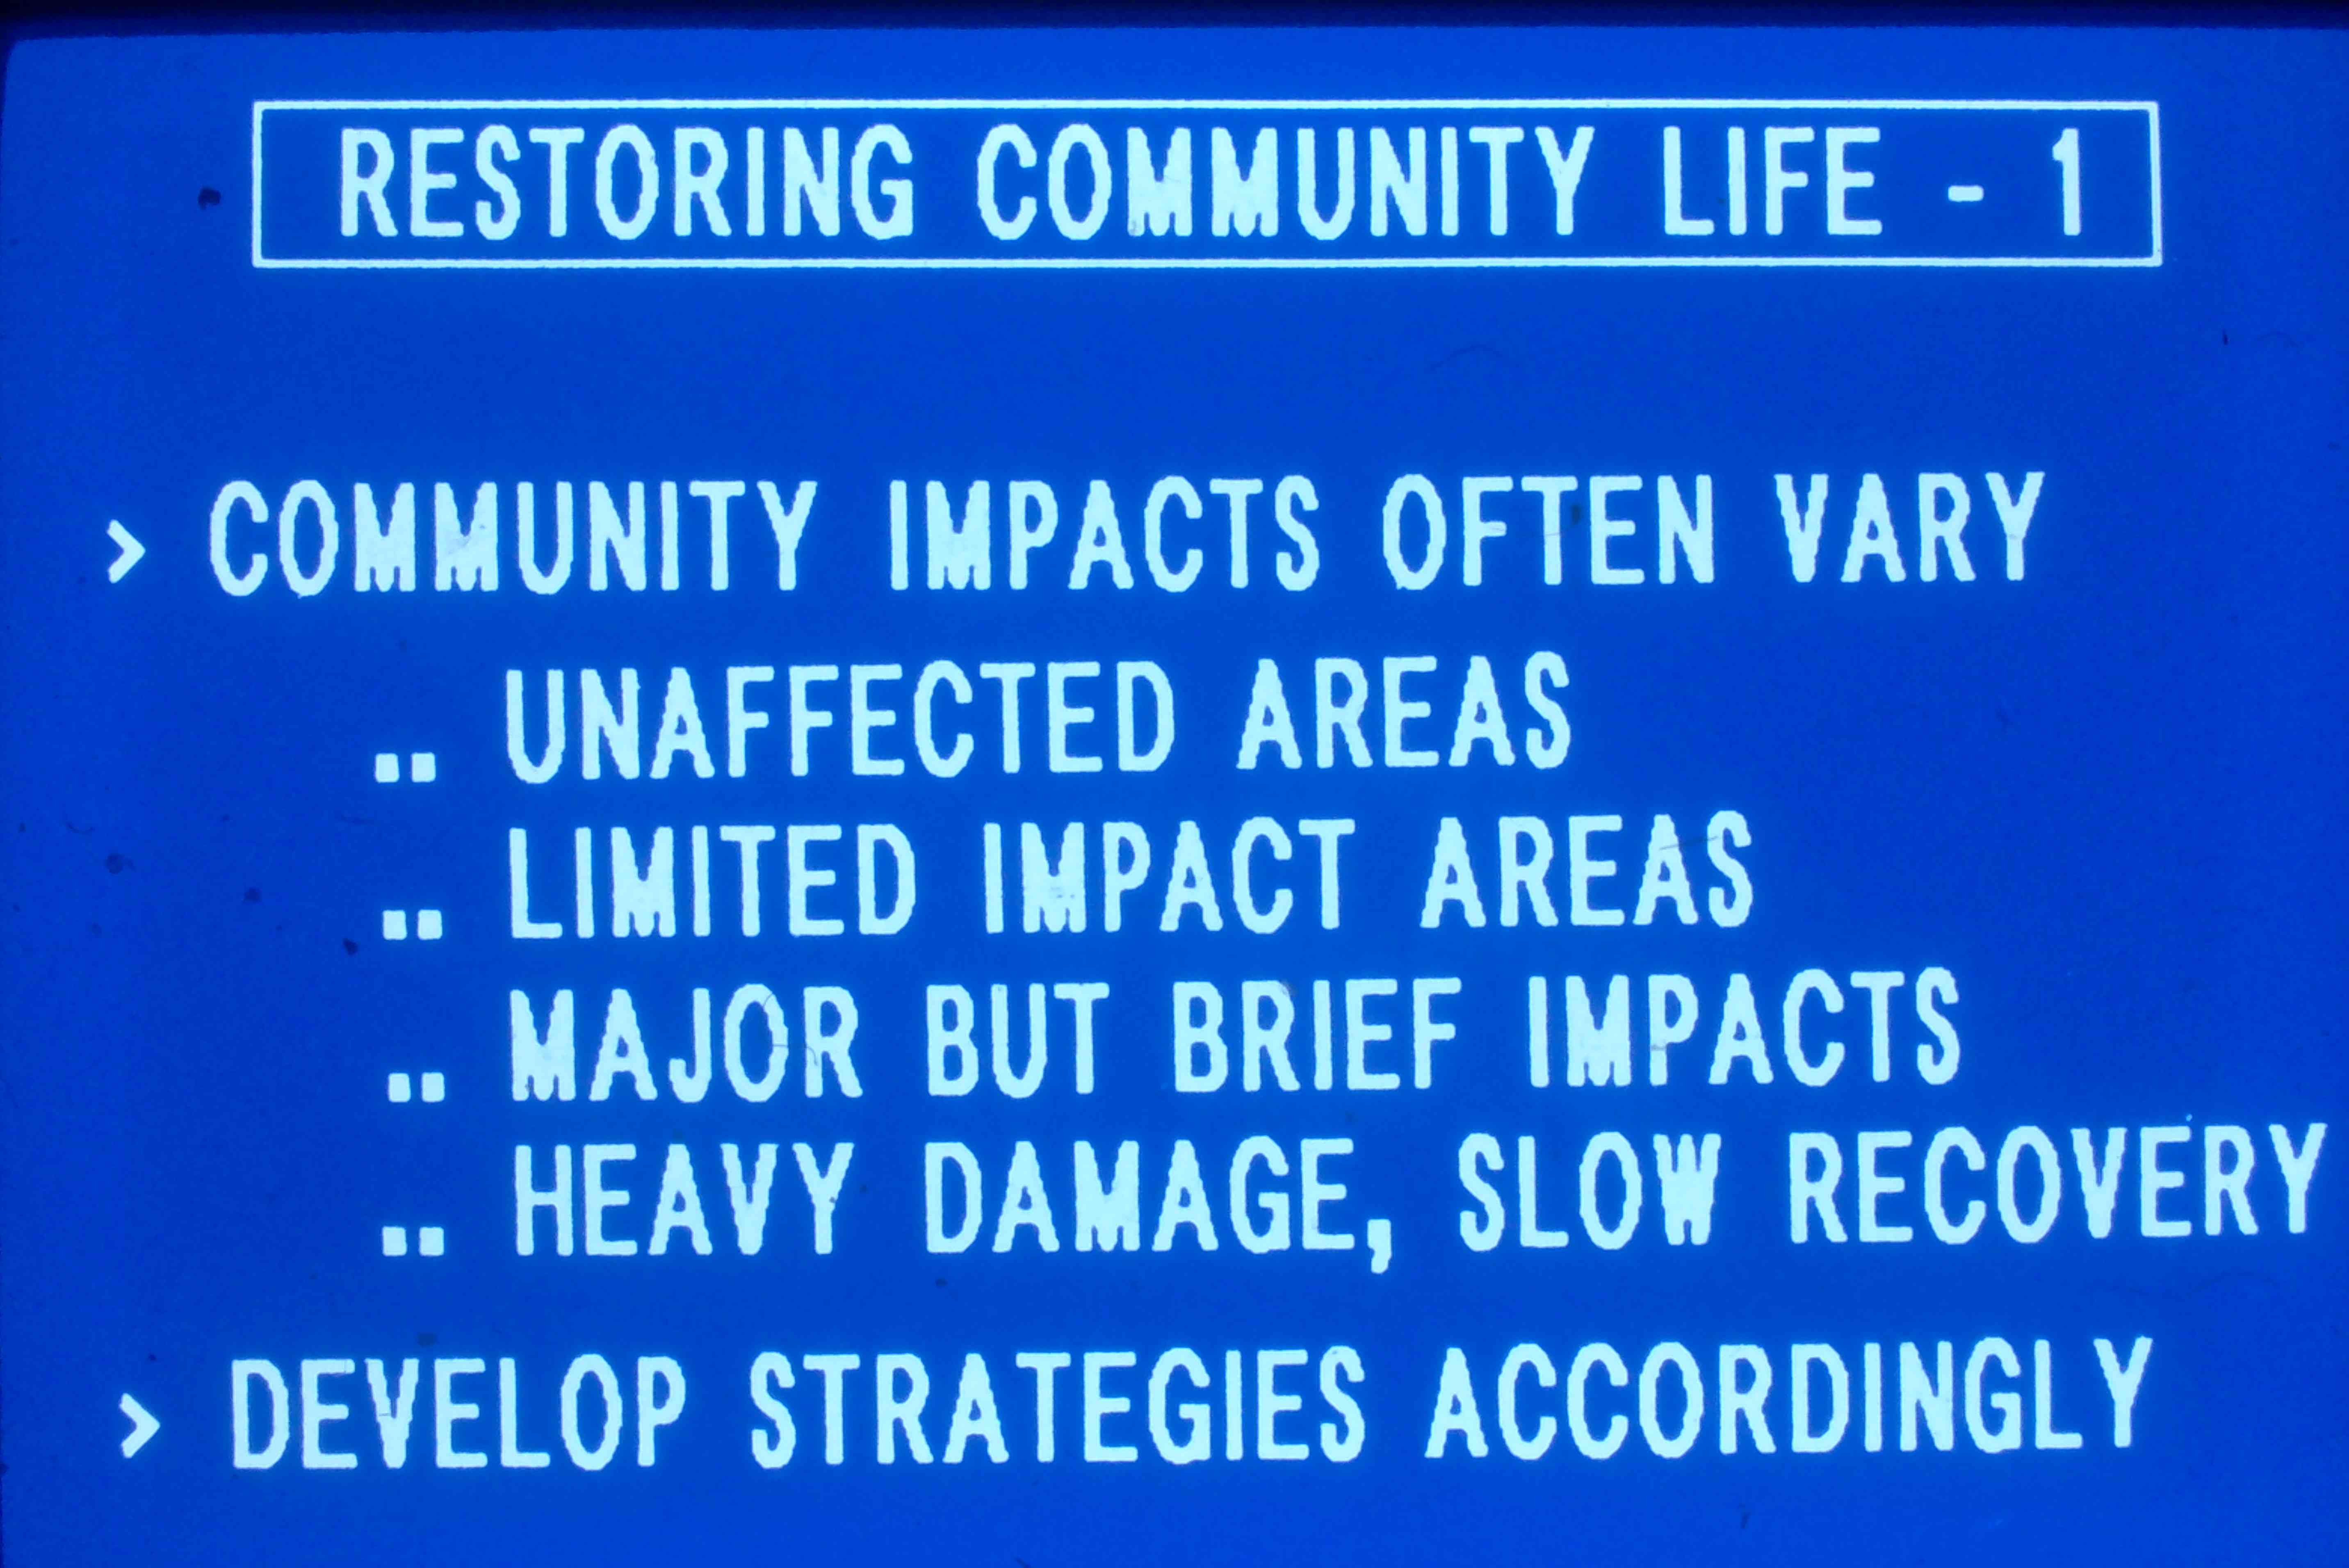 RESTORING COMMUNITY LIFE - 1
> COMMUNITY IMPACTS OFTEN VARY
.. UNAFFECTED AREAS
.. LIMITED IMPACT AREAS
.. MAJOR BUT BRIEF IMPACTS
.. HEAVY DAMAGE, SLOW RECOVERY
> DEVELOP STRATEGIES ACCORDINGLY